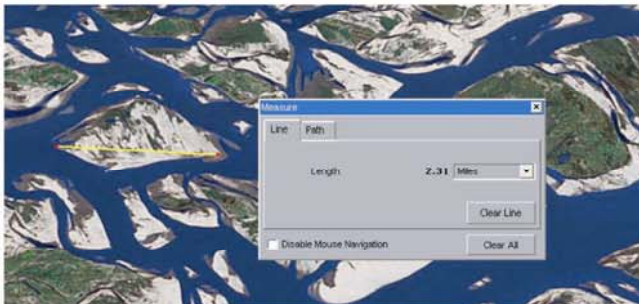 Measure
Line Path
Length 2.31 Miles
Clear Line
Disable Mouse Navigation Clear All